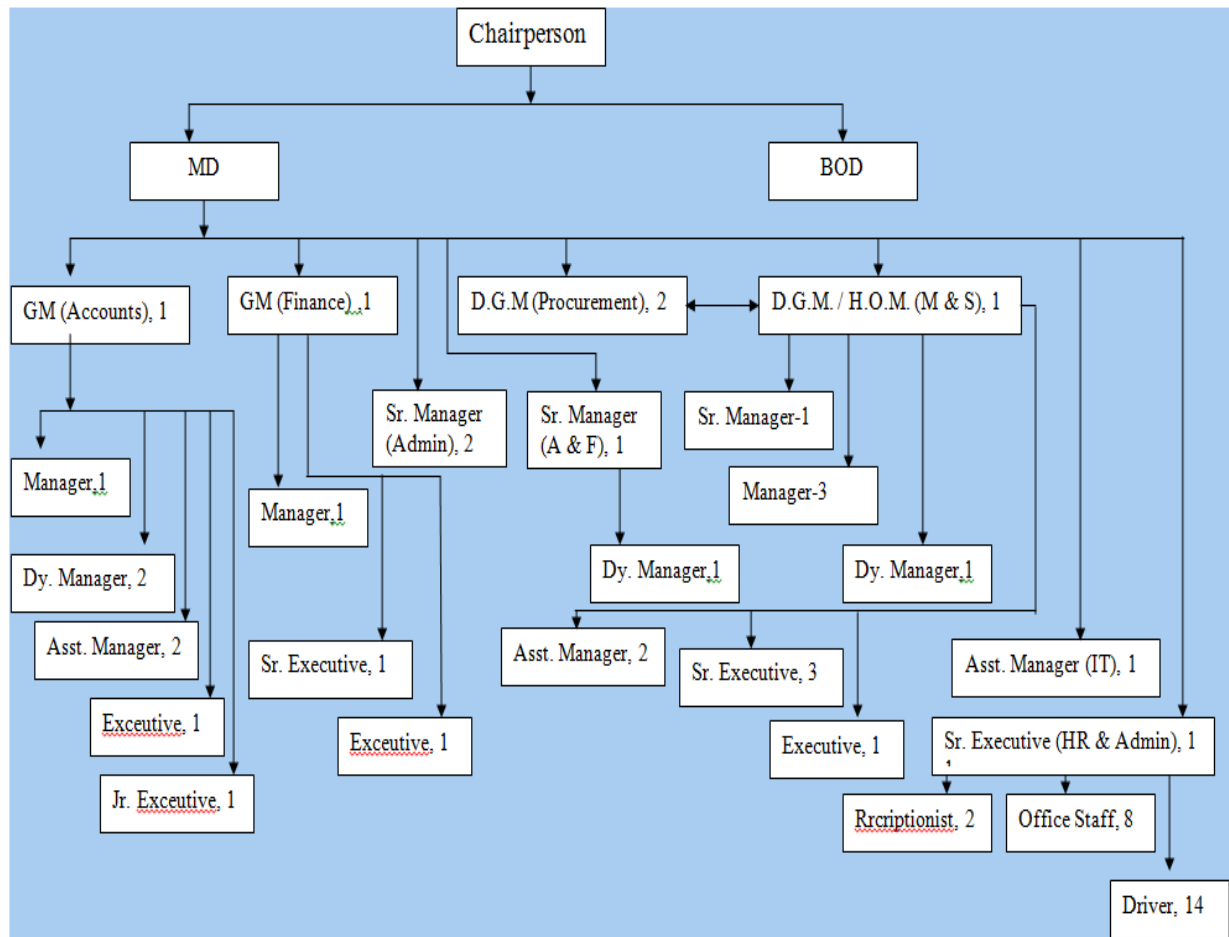 Chairperson
MD
BOD
GM (Accounts), 1
GM (Finance) ,1
D.G.M (Procurement), 2
D.G.M. / H.O.M. (M & S), 1
Sr. Manager
(Admin), 2
Sr. Manager
(A & F), 1
Sr. Manager-1
Manager,1
Manager,1
Manager-3
Dy. Manager, 2
Dy. Manager,1
Dy. Manager,1
Asst. Manager, 2
Sr. Executive, 1
Asst. Manager, 2
Sr. Executive, 3
Asst. Manager (IT), 1
Exceutive, 1
Exceutive, 1
Executive, 1
Sr. Executive (HR & Admin), 1
1
Jr. Exceutive, 1
Rrcriptionist, 2
Office Staff, 8
Driver, 14